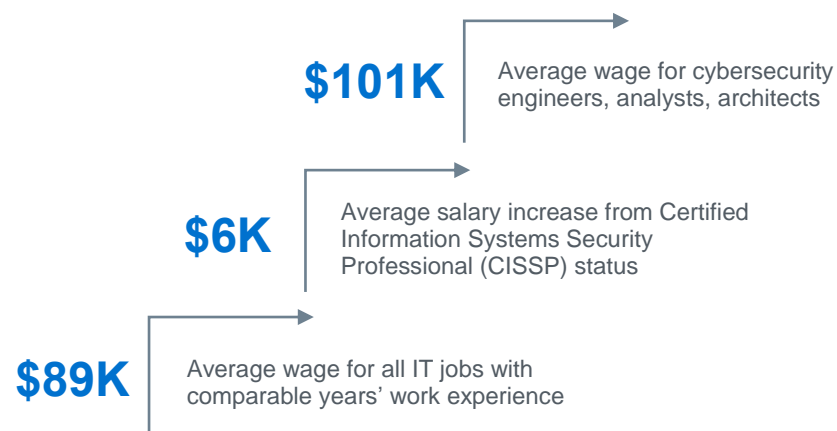 $101K
Average wage for cybersecurity
engineers, analysts, architects
$6K
Average salary increase from Certified
Information Systems Security
Professional (CISSP) status
$89K
Average wage for all IT jobs with
comparable years’ work experience